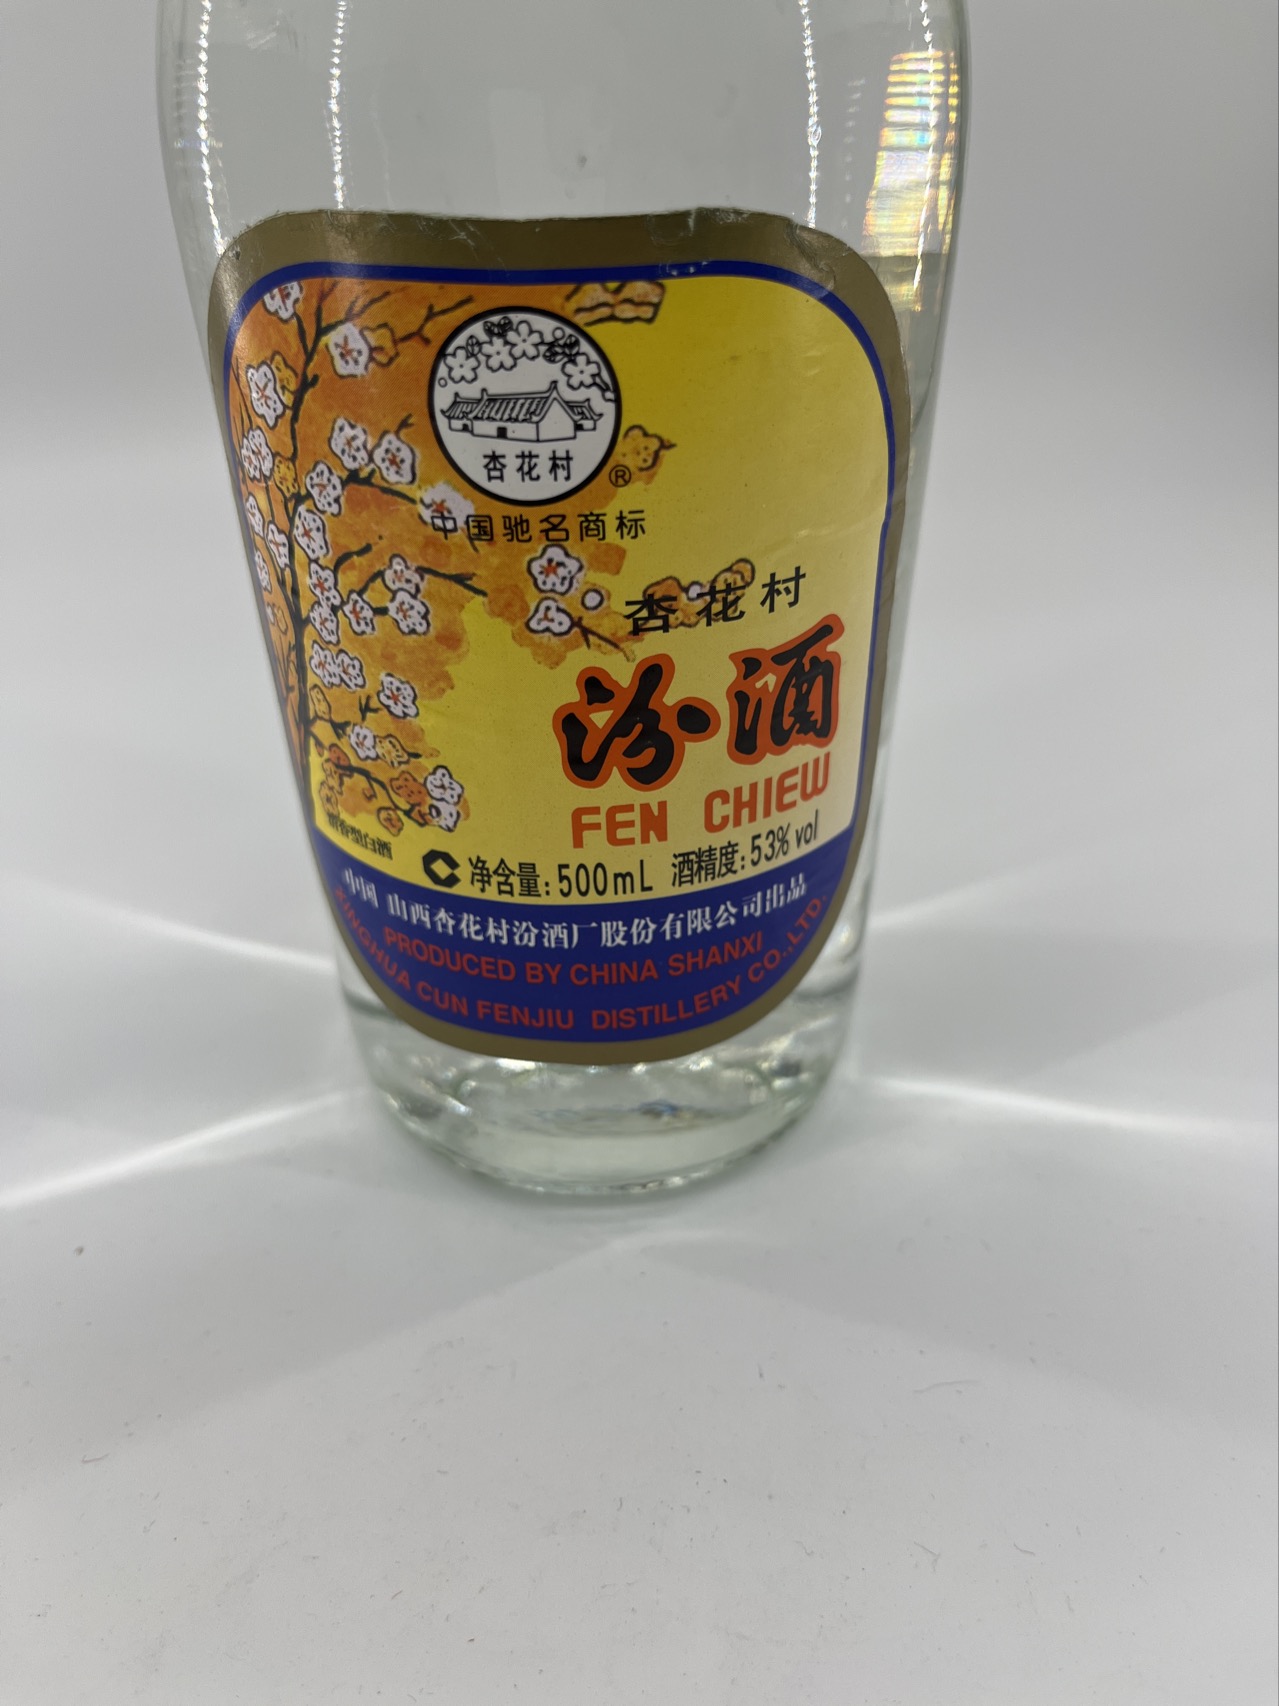 杏花村
®
中国驰名商标
杏花村
汾酒
FEN CHIEW
净含量:500mL 酒精度:53%vol
中国 山西杏花村汾酒厂股份有限公司出品
PRODUCED BY CHINA SHANXI
XINGHUA CUN FENJIU DISTILLERY CO.,LTD.